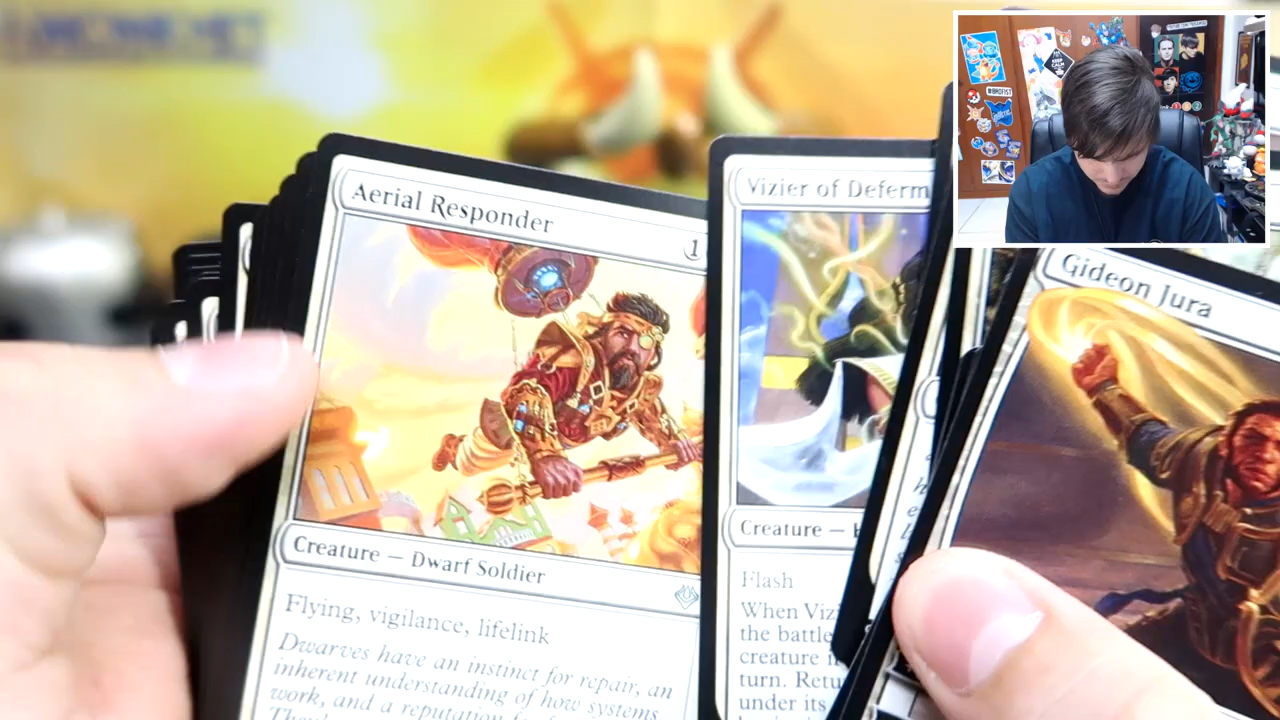 Aerial Responder
1
Creature — Dwarf Soldier
Flying, vigilance, lifelink
Dwarves have an instinct for repair, an
inherent understanding of how systems
work, and a reputation
Vizier of Deferm
Creature —
Flash
When Vizi
the battle
creature
turn. Retu
under its
Gideon Jura
KEEP
CALM